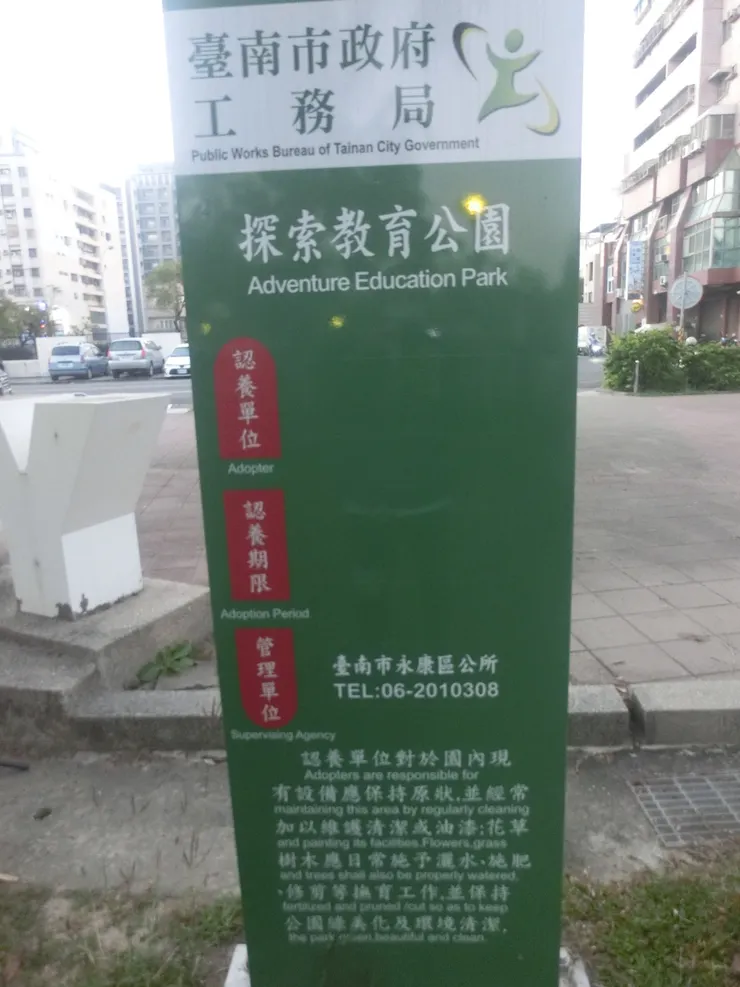 臺南市政府
工務局
Public Works Bureau of Tainan City Government
探索教育公園
Adventure Education Park
認養單位
Adopter
認養期限
Adoption Period
管理單位
臺南市永康區公所
TEL:06-2010308
Supervising Agency
認養單位對於園內現
Adopters are responsible for
有設備應保持原狀,並經常
maintaining this area by regularly cleaning
加以維護清潔或油漆;花草
and painting its facilities.Flowers,grass
樹木應日常施予灑水、施肥
and trees shall also be properly watered,
、修剪等撫育工作,並保持
fertilized and pruned /cut so as to keep
公園綠美化及環境清潔,
the park green,beautiful and clean.